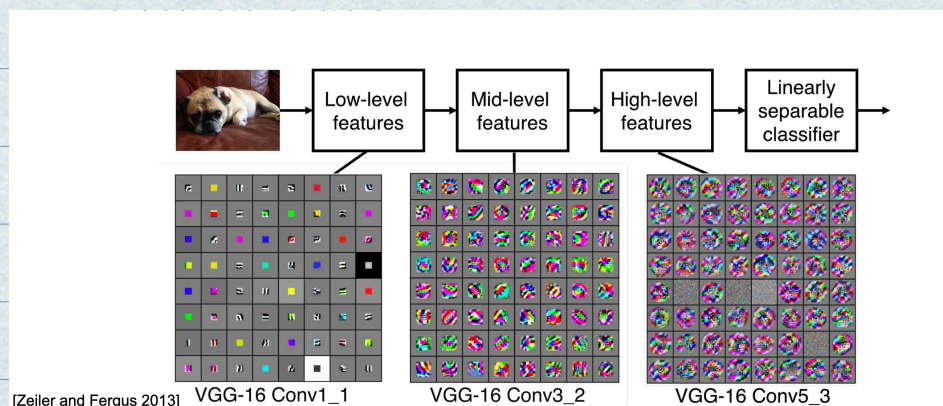 Low-level
features
Mid-level
features
High-level
features
Linearly
separable
classifier
VGG-16 Conv1_1
VGG-16 Conv3_2
VGG-16 Conv5_3
[Zeiler and Fergus 2013]